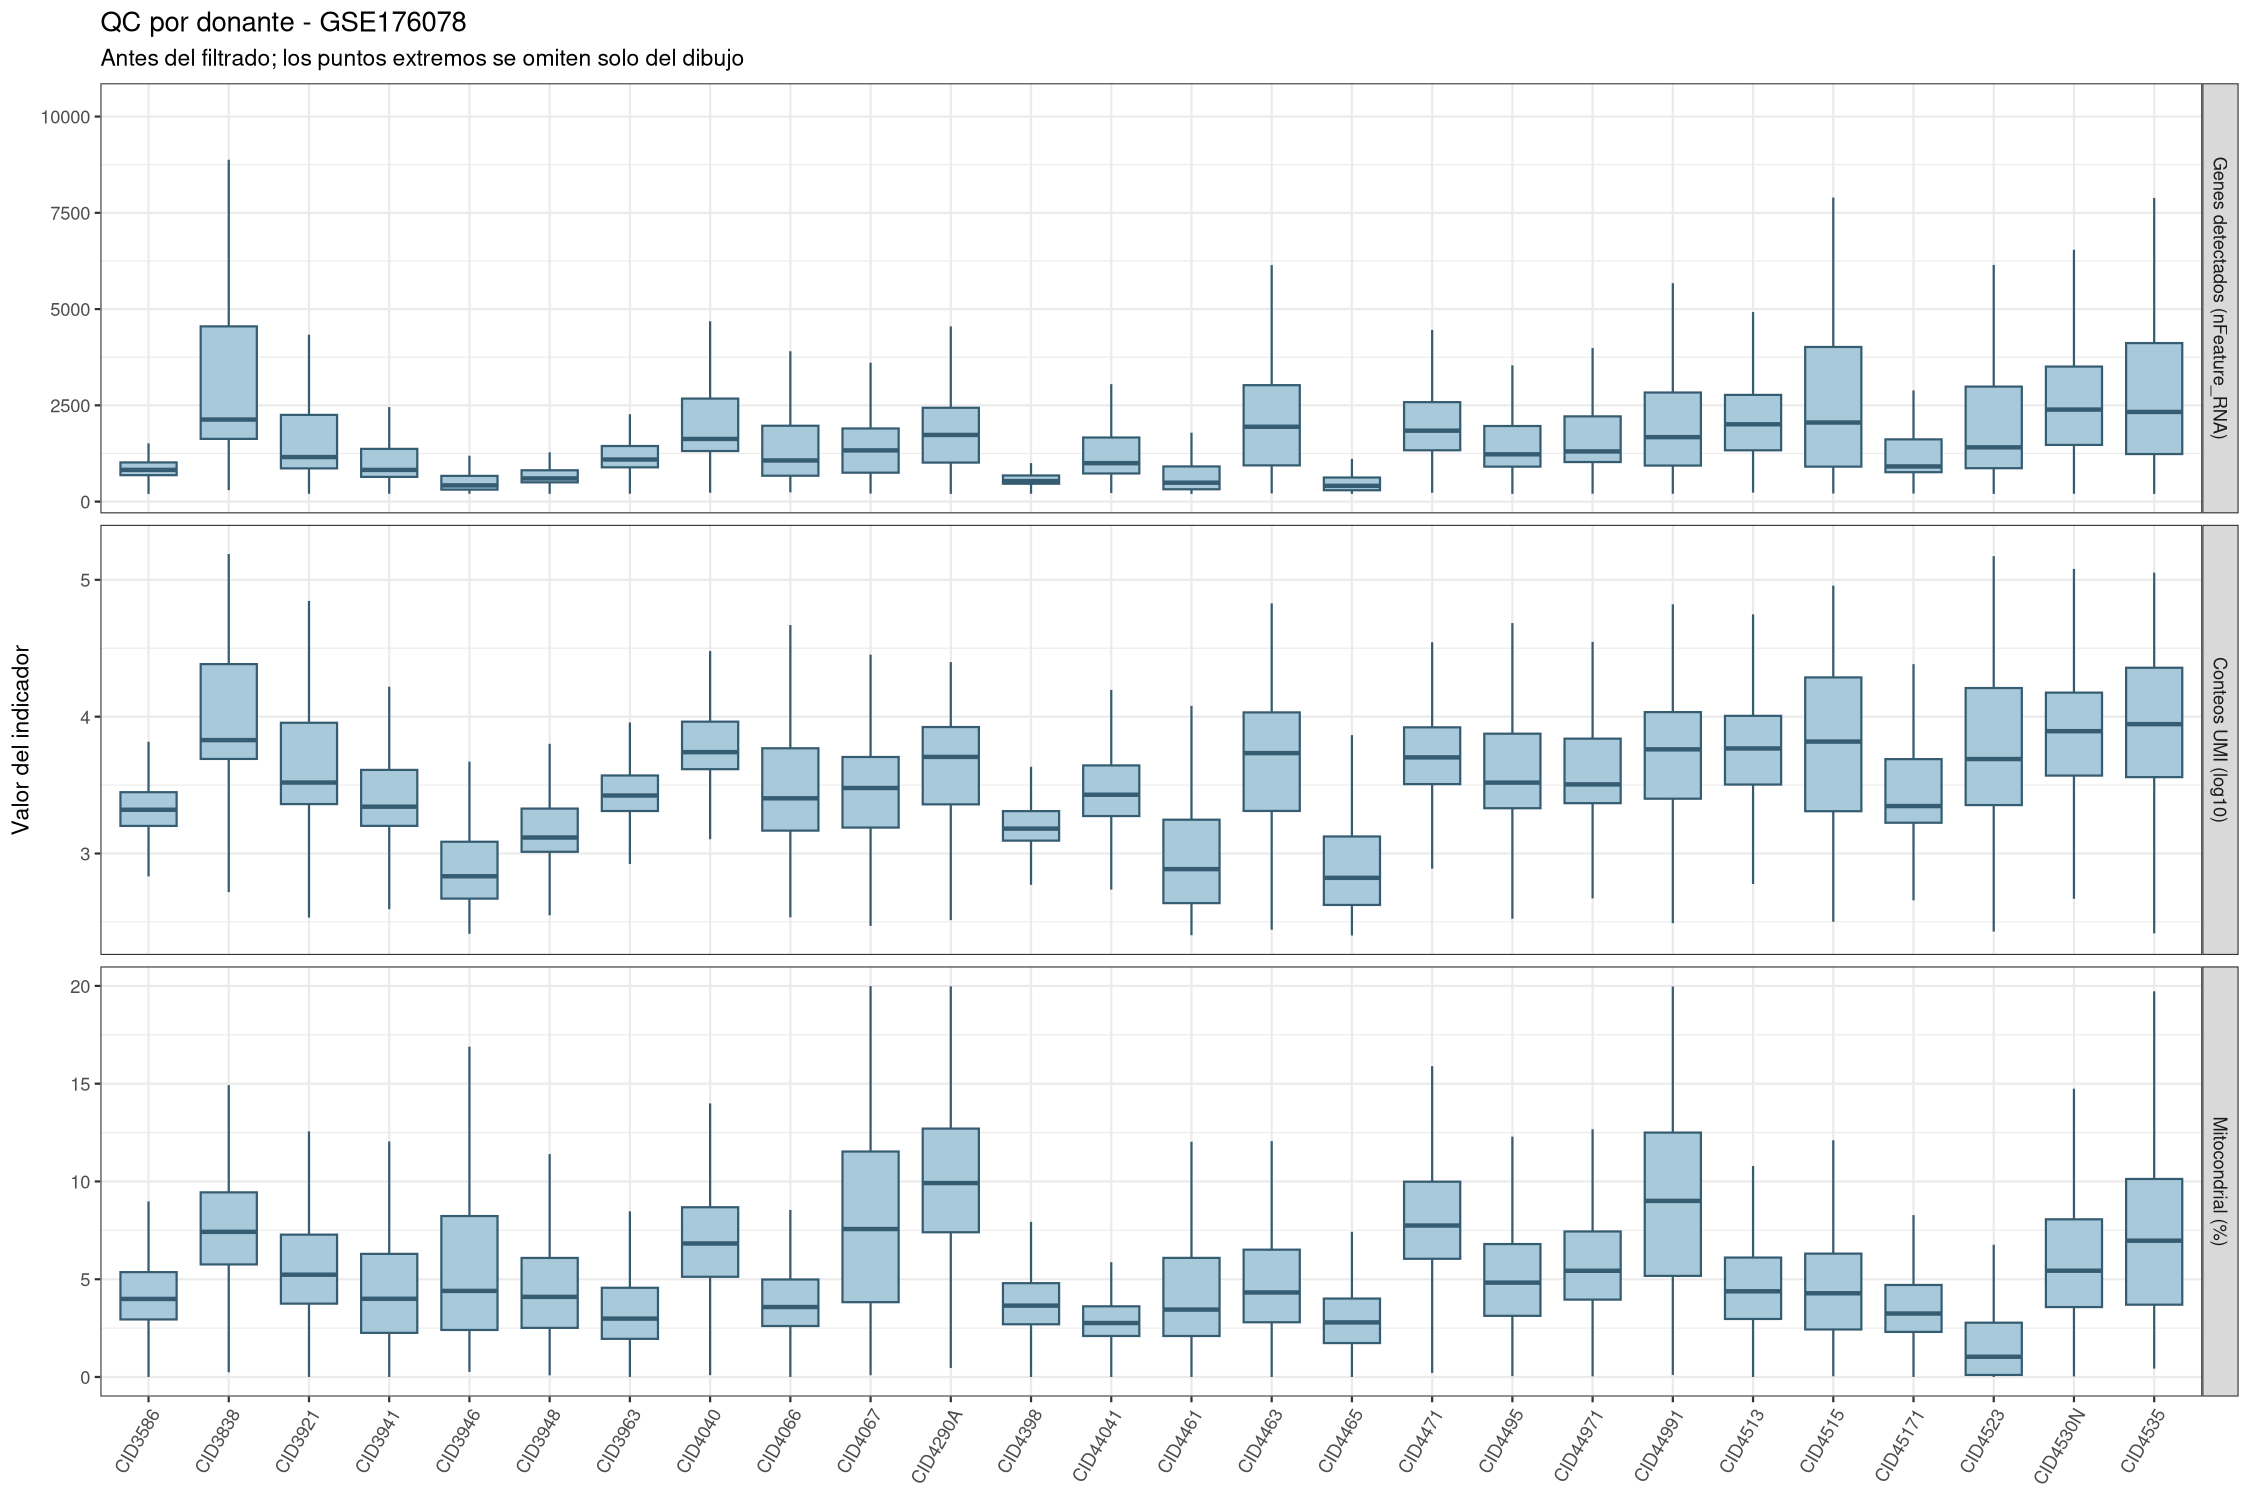 QC por donante - GSE176078
Antes del filtrado; los puntos extremos se omiten solo del dibujo
Valor del indicador
10000
7500
5000
2500
0
Genes detectados (nFeature_RNA)
5
4
3
Conteos UMI (log10)
20
15
10
5
0
Mitocondrial (%)
CID3586
CID3838
CID3921
CID3941
CID3946
CID3948
CID3963
CID4040
CID4066
CID4067
CID4290A
CID4398
CID44041
CID4461
CID4463
CID4465
CID4471
CID4495
CID44971
CID44991
CID4513
CID4515
CID45171
CID4523
CID4530N
CID4535